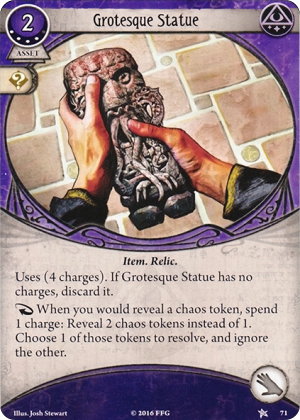 Grotesque Statue
2
ASSET
?
Item. Relic.
Uses (4 charges). If Grotesque Statue has no
charges, discard it.
When you would reveal a chaos token, spend
1 charge: Reveal 2 chaos tokens instead of 1.
Choose 1 of those tokens to resolve, and ignore
the other.
Illus. Josh Stewart
© 2016 FFG
71